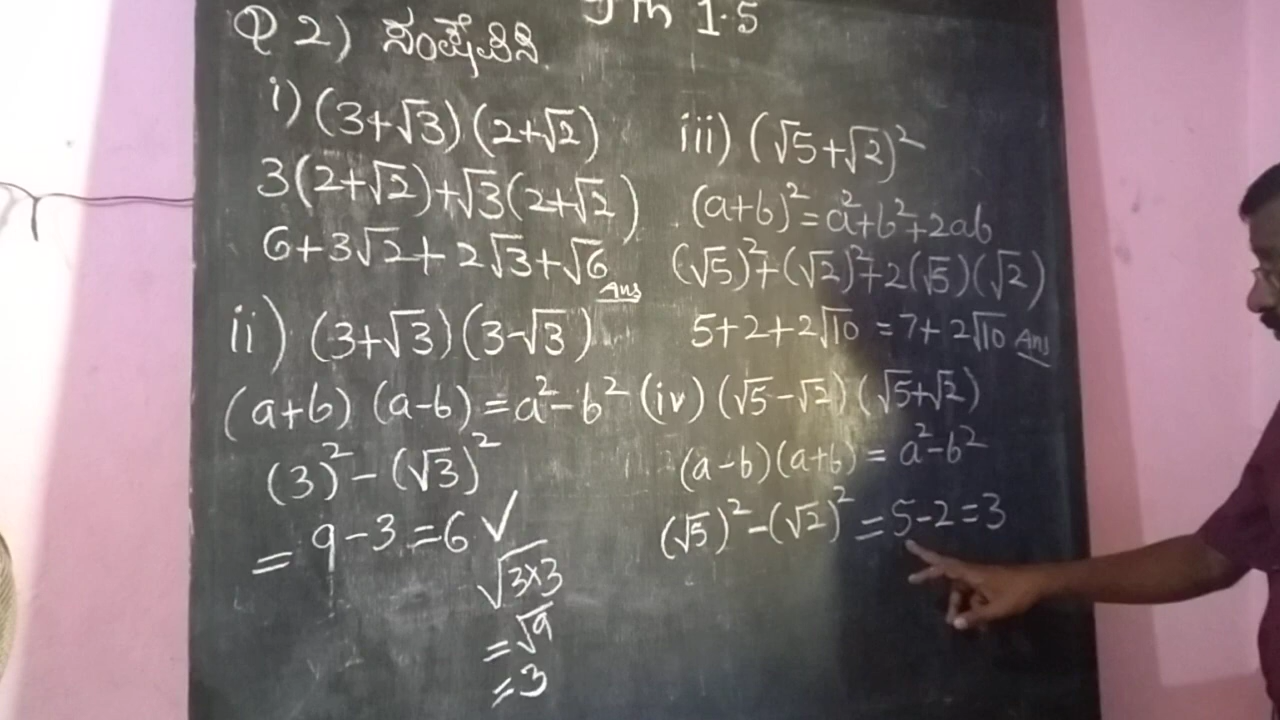 1.5
Q 2) ಸಂಕ್ಷೇಪಿಸಿ.
i) (3+√3)(2+√2)
3(2+√2)+√3(2+√2)
6+3√2+2√3+√6
Ans
ii) (3+√3)(3-√3)
(a+b) (a-b)=a²-b²
(3)²-(√3)²
= 9-3=6 ✓
√3×3
=√9
=3
iii) (√5+√2)²
(a+b)²=a²+b²+2ab
(√5)²+(√2)²+2(√5)(√2)
5+2+2√10 =7+2√10 Ans
(iv) (√5-√2)(√5+√2)
(a-b)(a+b)= a²-b²
(√5)²-(√2)² =5-2=3